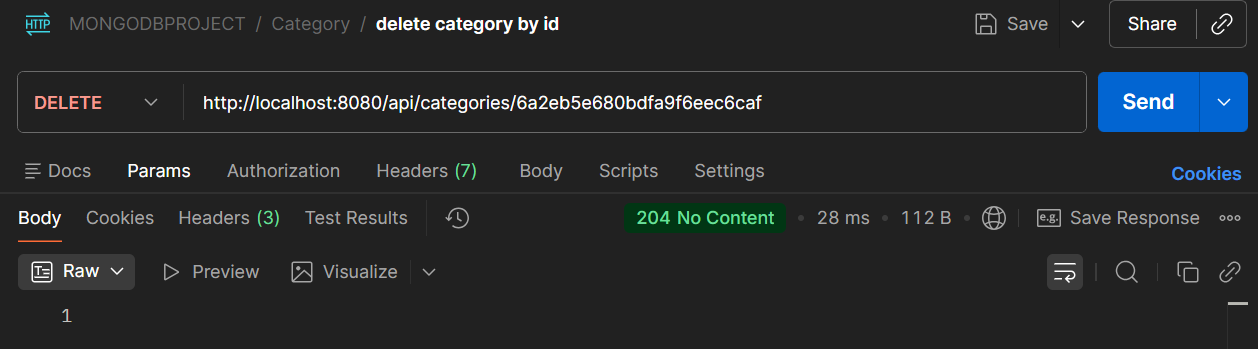 HTTP MONGODBPROJECT / Category / delete category by id Save Share
DELETE http://localhost:8080/api/categories/6a2eb5e680bdfa9f6eec6caf Send
Docs Params Authorization Headers (7) Body Scripts Settings Cookies
Body Cookies Headers (3) Test Results 204 No Content • 28 ms • 112 B • e.g. Save Response
Raw Preview Visualize
1